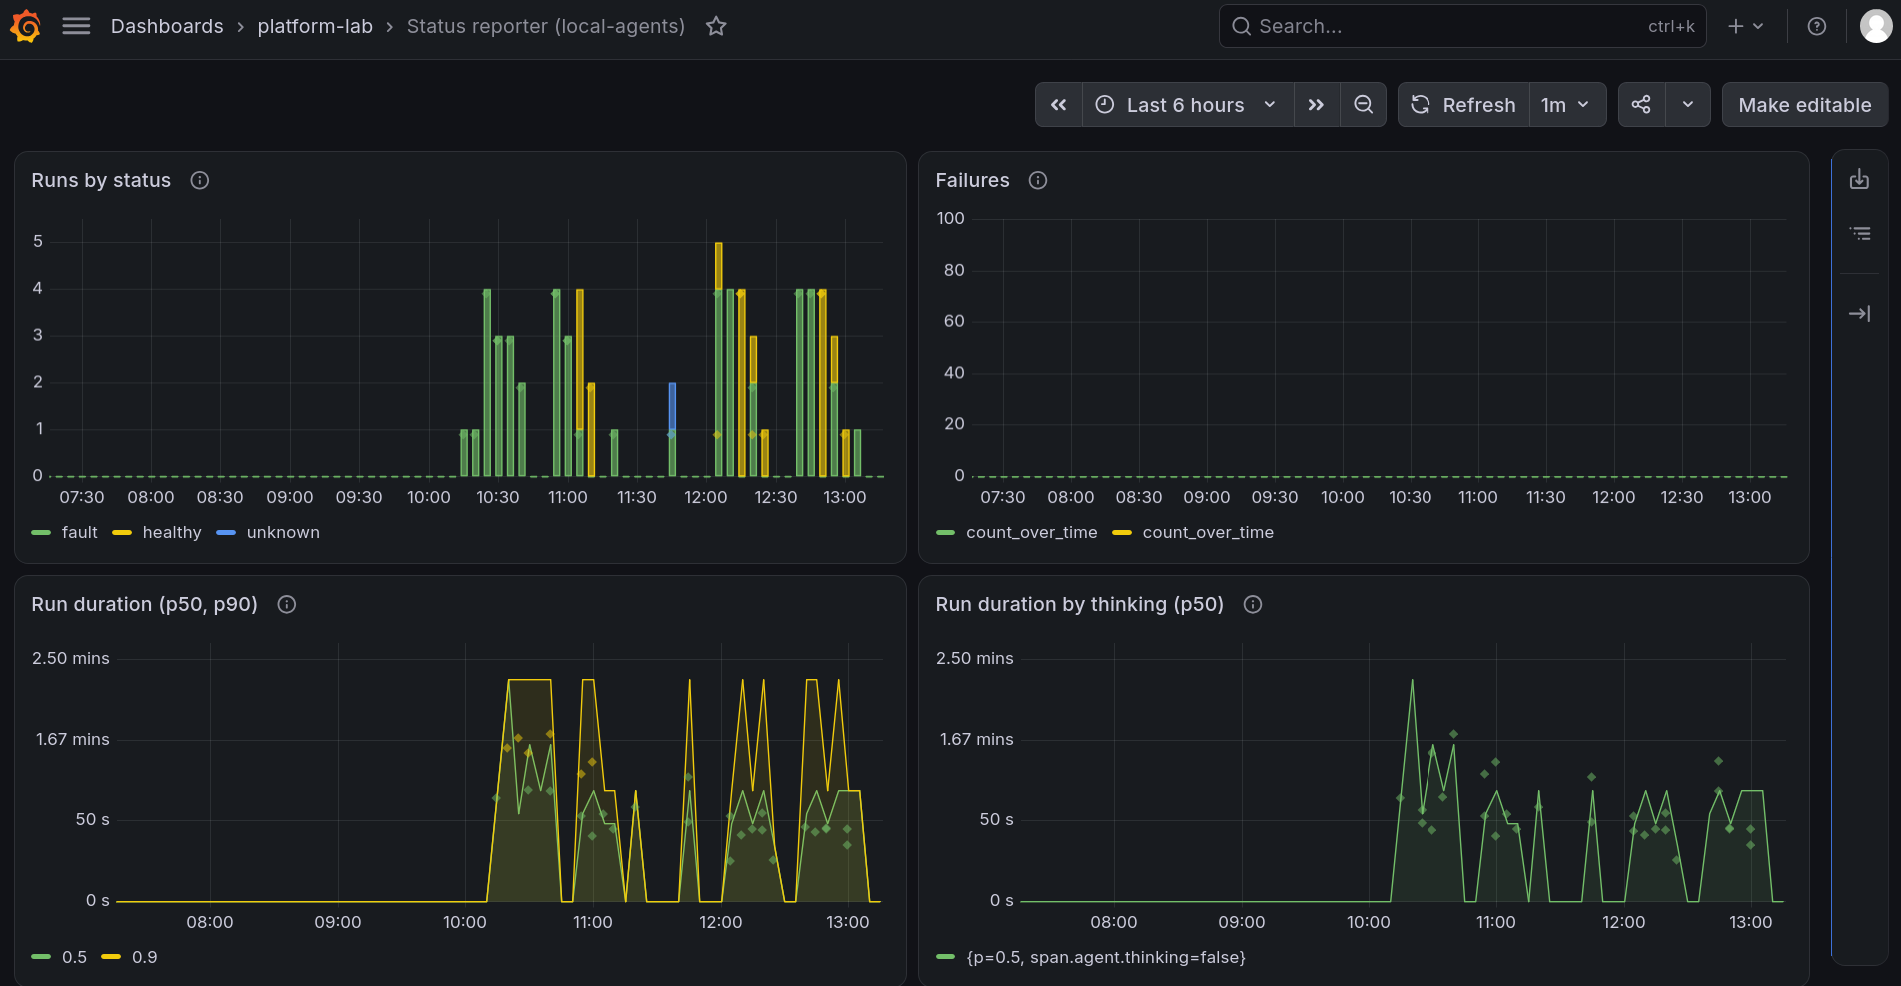 Dashboards › platform-lab › Status reporter (local-agents)
Search... ctrl+k
Last 6 hours Refresh 1m Make editable
Runs by status
5
4
3
2
1
0
07:30 08:00 08:30 09:00 09:30 10:00 10:30 11:00 11:30 12:00 12:30 13:00
fault healthy unknown
Failures
100
80
60
40
20
0
07:30 08:00 08:30 09:00 09:30 10:00 10:30 11:00 11:30 12:00 12:30 13:00
count_over_time count_over_time
Run duration (p50, p90)
2.50 mins
1.67 mins
50 s
0 s
08:00 09:00 10:00 11:00 12:00 13:00
0.5 0.9
Run duration by thinking (p50)
2.50 mins
1.67 mins
50 s
0 s
08:00 09:00 10:00 11:00 12:00 13:00
{p=0.5, span.agent.thinking=false}